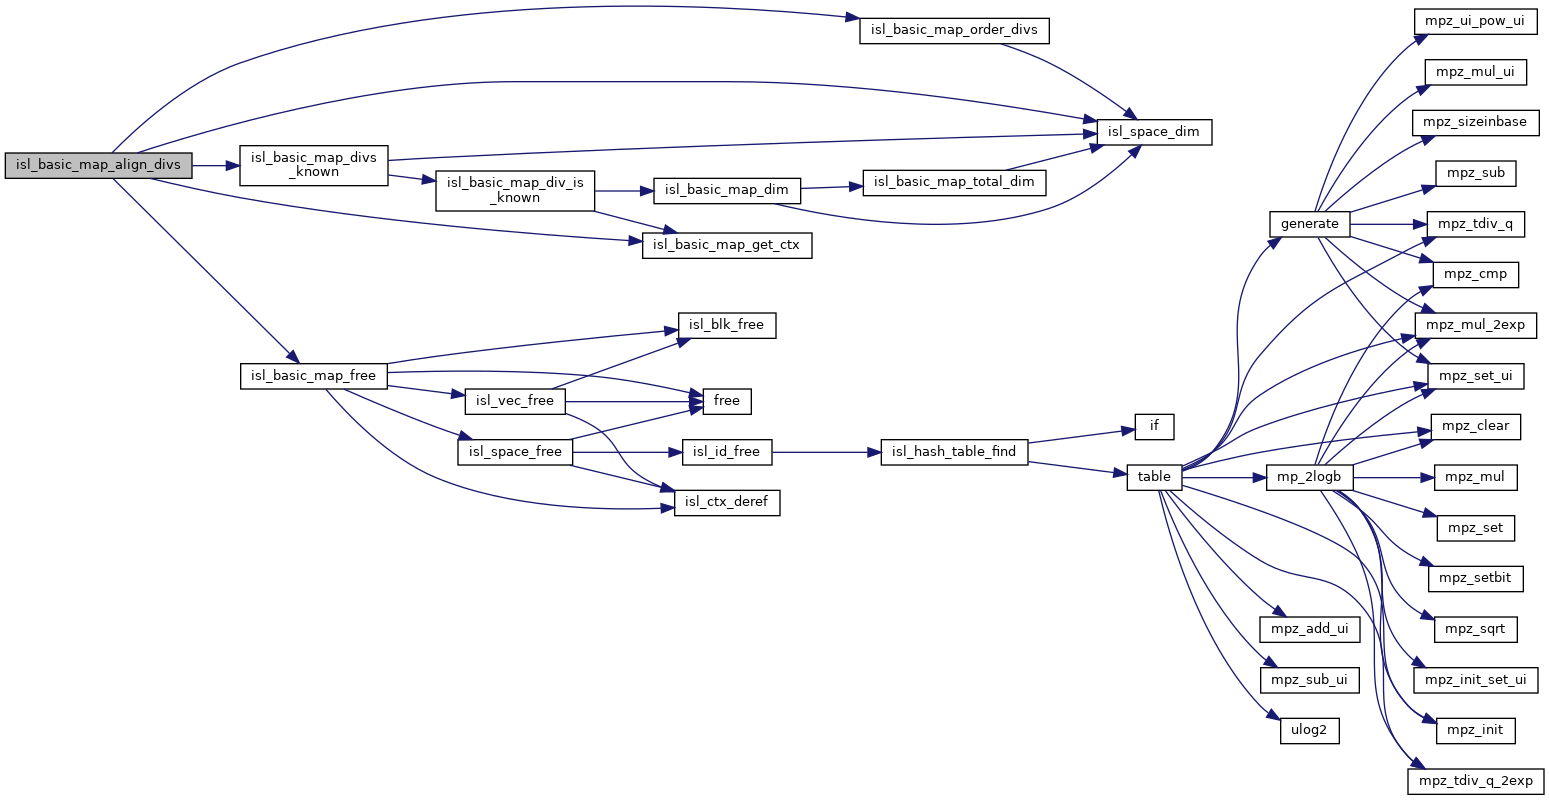 isl_basic_map_align_divs
isl_basic_map_order_divs
isl_space_dim
isl_basic_map_divs
_known
isl_basic_map_div_is
_known
isl_basic_map_dim
isl_basic_map_total_dim
isl_basic_map_get_ctx
isl_basic_map_free
isl_blk_free
isl_vec_free
free
isl_space_free
isl_id_free
isl_ctx_deref
isl_hash_table_find
if
table
generate
mp_2logb
mpz_add_ui
mpz_sub_ui
ulog2
mpz_ui_pow_ui
mpz_mul_ui
mpz_sizeinbase
mpz_sub
mpz_tdiv_q
mpz_cmp
mpz_mul_2exp
mpz_set_ui
mpz_clear
mpz_mul
mpz_set
mpz_setbit
mpz_sqrt
mpz_init_set_ui
mpz_init
mpz_tdiv_q_2exp